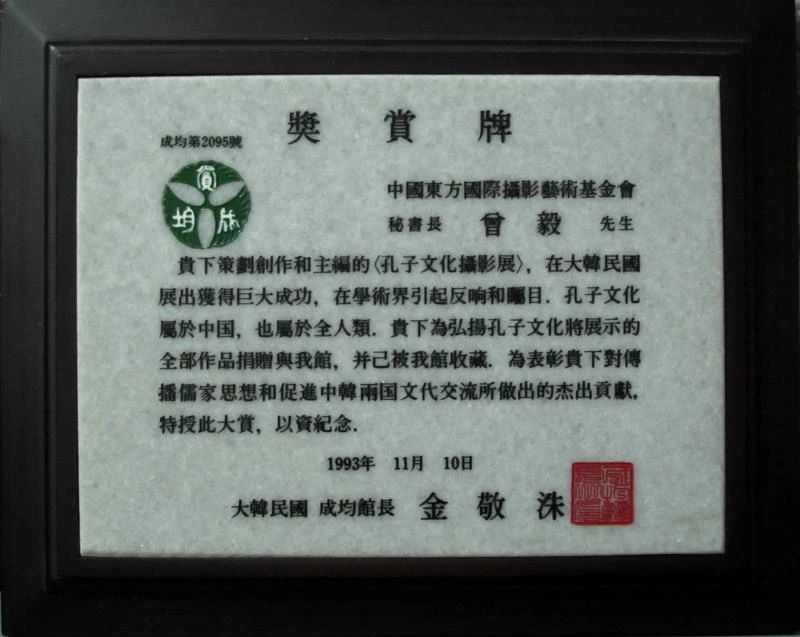 獎賞牌
成均第2095號
成均館
中國東方國際攝影藝術基金會
秘書長 曾毅 先生
貴下策劃創作和主編的〈孔子文化攝影展〉，在大韓民國
展出獲得巨大成功，在學術界引起反响和矚目．孔子文化
屬於中国，也屬於全人類．貴下為弘揚孔子文化將展示的
全部作品捐贈與我館，并己被我館收藏．為表彰貴下對傳
播儒家思想和促進中韓兩国文代交流所做出的杰出貢獻，
特授此大賞，以資紀念．
1993年 11月 10日
大韓民國 成均館長 金敬洙